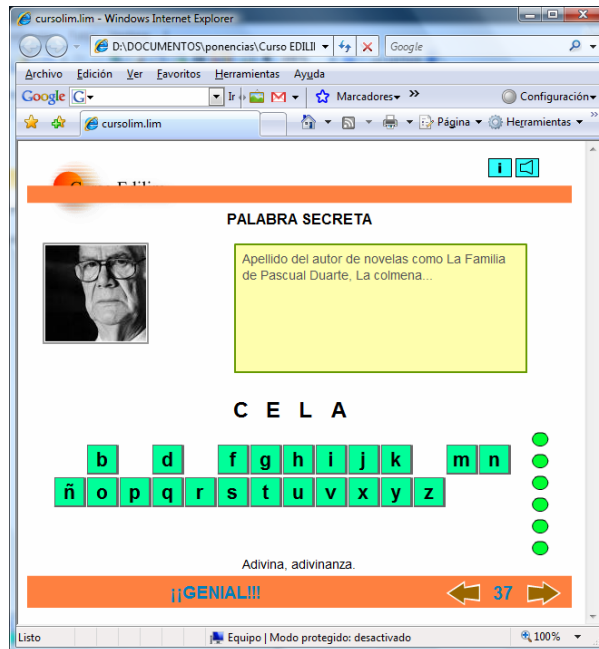 cursolim.lim - Windows Internet Explorer
D:\DOCUMENTOS\ponencias\Curso EDILI
Google
Archivo Edición Ver Favoritos Herramientas Ayuda
Google G Ir Marcadores Configuración
cursolim.lim Página Herramientas
i
PALABRA SECRETA
Apellido del autor de novelas como La Familia
de Pascual Duarte, La colmena...
C E L A
b d f g h i j k m n
ñ o p q r s t u v x y z
Adivina, adivinanza.
¡¡GENIAL!!! 37
Listo Equipo | Modo protegido: desactivado 100%